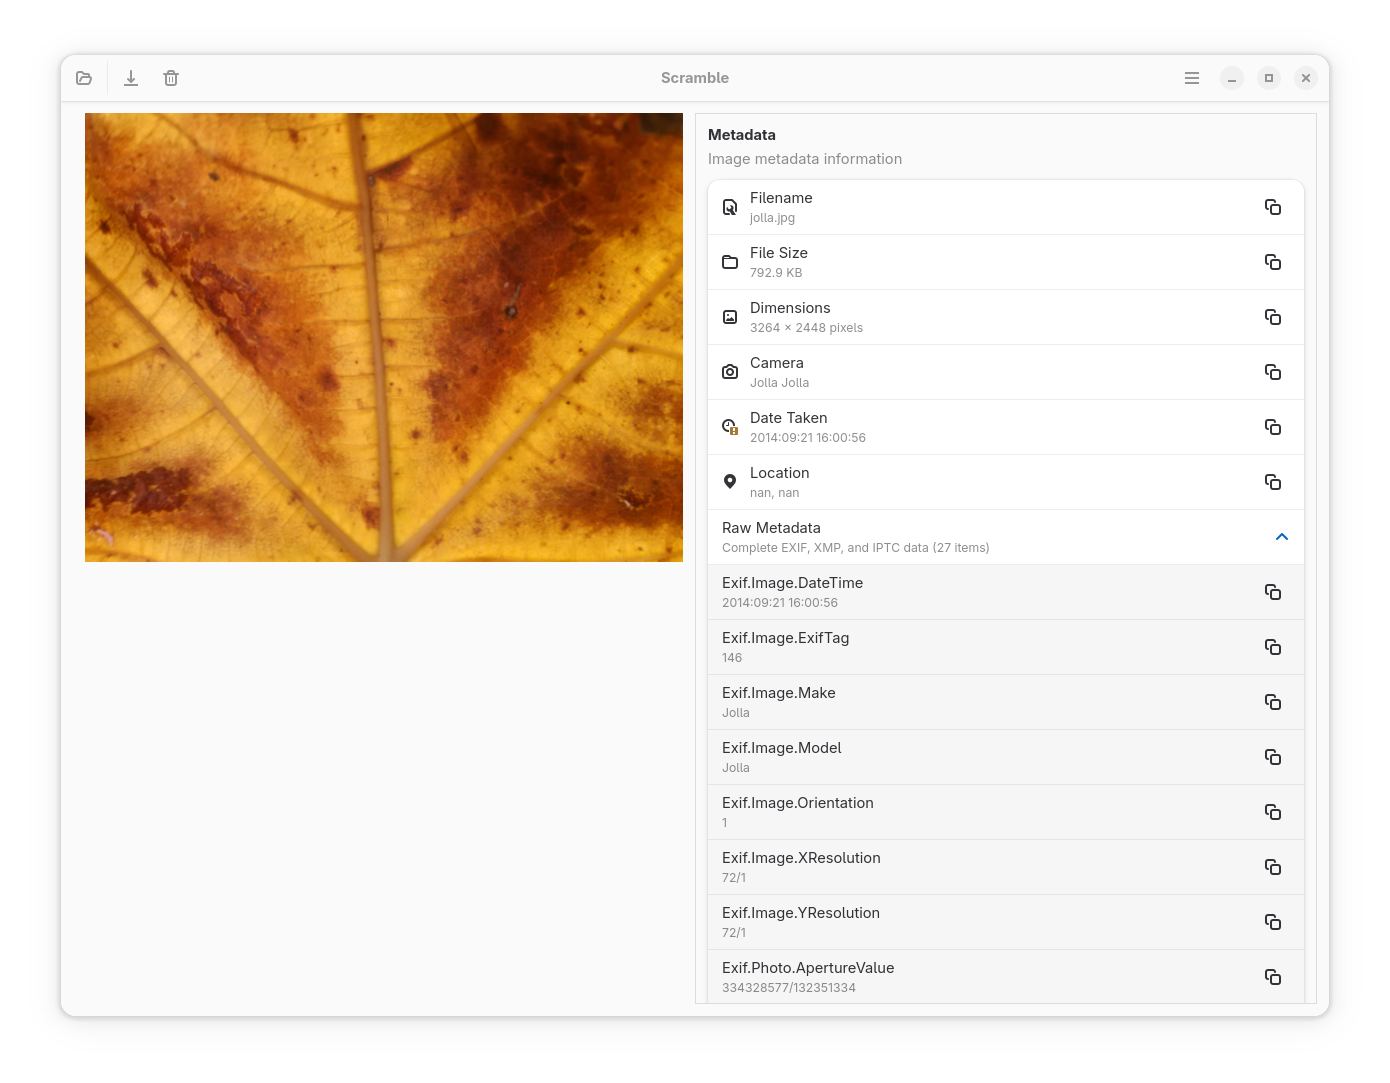 Scramble
Metadata
Image metadata information
Filename
jolla.jpg
File Size
792.9 KB
Dimensions
3264 × 2448 pixels
Camera
Jolla Jolla
Date Taken
2014:09:21 16:00:56
Location
nan, nan
Raw Metadata
Complete EXIF, XMP, and IPTC data (27 items)
Exif.Image.DateTime
2014:09:21 16:00:56
Exif.Image.ExifTag
146
Exif.Image.Make
Jolla
Exif.Image.Model
Jolla
Exif.Image.Orientation
1
Exif.Image.XResolution
72/1
Exif.Image.YResolution
72/1
Exif.Photo.ApertureValue
334328577/132351334